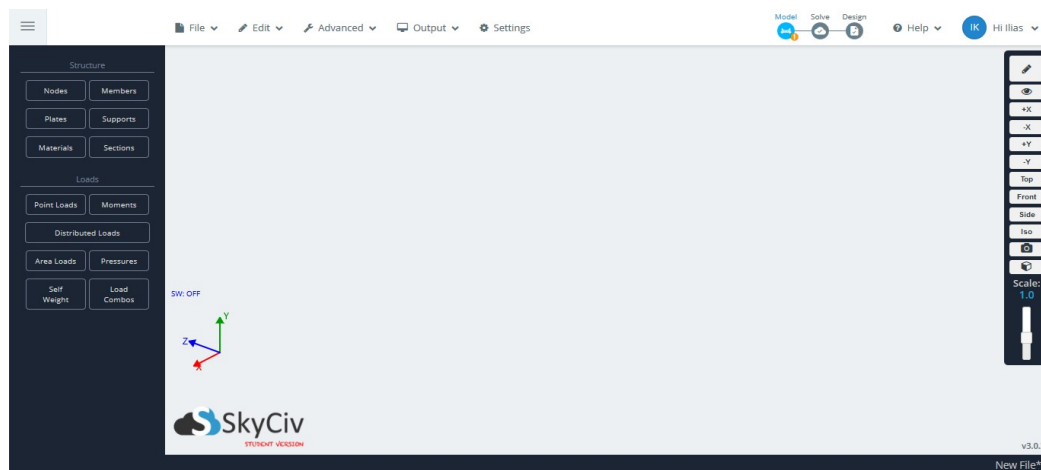 File Edit Advanced Output Settings
Model Solve Design
Help
IK Hi Ilias
Structure
Nodes Members
Plates Supports
Materials Sections
Loads
Point Loads Moments
Distributed Loads
Area Loads Pressures
Self Weight Load Combos
SW: OFF
Y
Z
X
SkyCiv
STUDENT VERSION
+X
-X
+Y
-Y
Top
Front
Side
Iso
Scale:
1.0
v3.0.
New File*